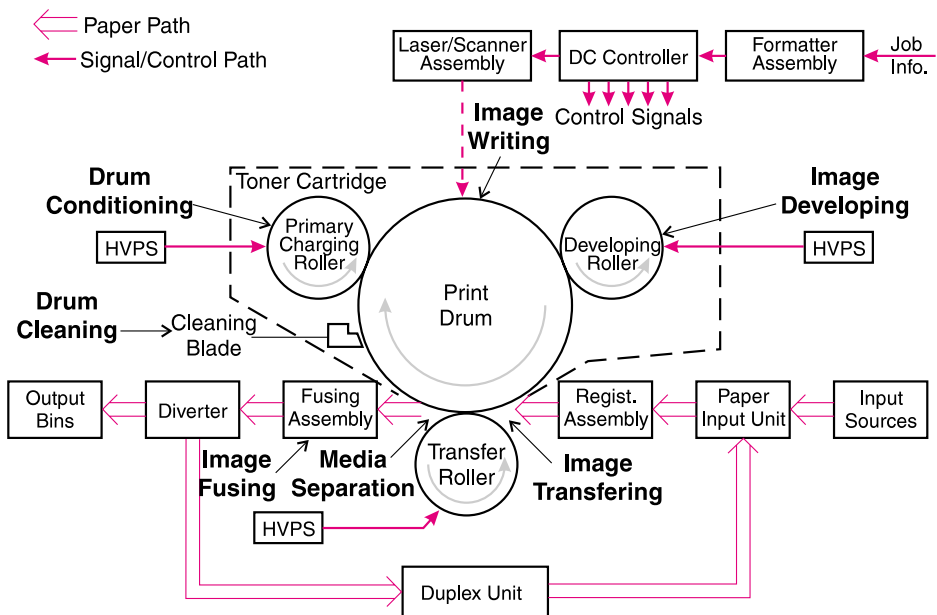 Paper Path
Signal/Control Path
Laser/Scanner
Assembly
DC Controller
Formatter
Assembly
Job
Info.
Control Signals
Image
Writing
Toner Cartridge
Drum
Conditioning
Image
Developing
Primary
Charging
Roller
Developing
Roller
HVPS
HVPS
Print
Drum
Drum
Cleaning
Cleaning
Blade
Output
Bins
Diverter
Fusing
Assembly
Regist.
Assembly
Paper
Input Unit
Input
Sources
Image
Fusing
Media
Separation
Transfer
Roller
Image
Transfering
HVPS
Duplex Unit